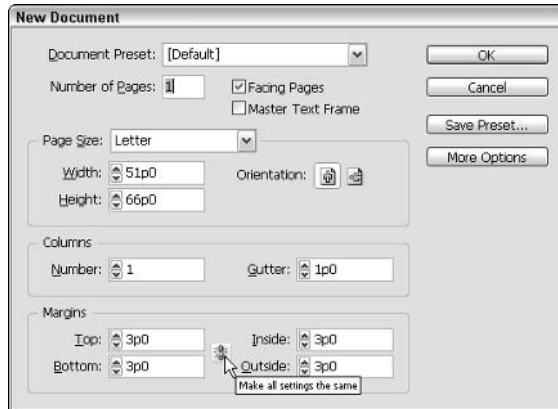 New Document
Document Preset: [Default]
OK
Number of Pages: 1
Facing Pages
Cancel
Master Text Frame
Save Preset...
Page Size: Letter
More Options
Width: 51p0
Orientation:
Height: 66p0
Columns
Number: 1
Gutter: 1p0
Margins
Top: 3p0
Inside: 3p0
Bottom: 3p0
Outside: 3p0
Make all settings the same